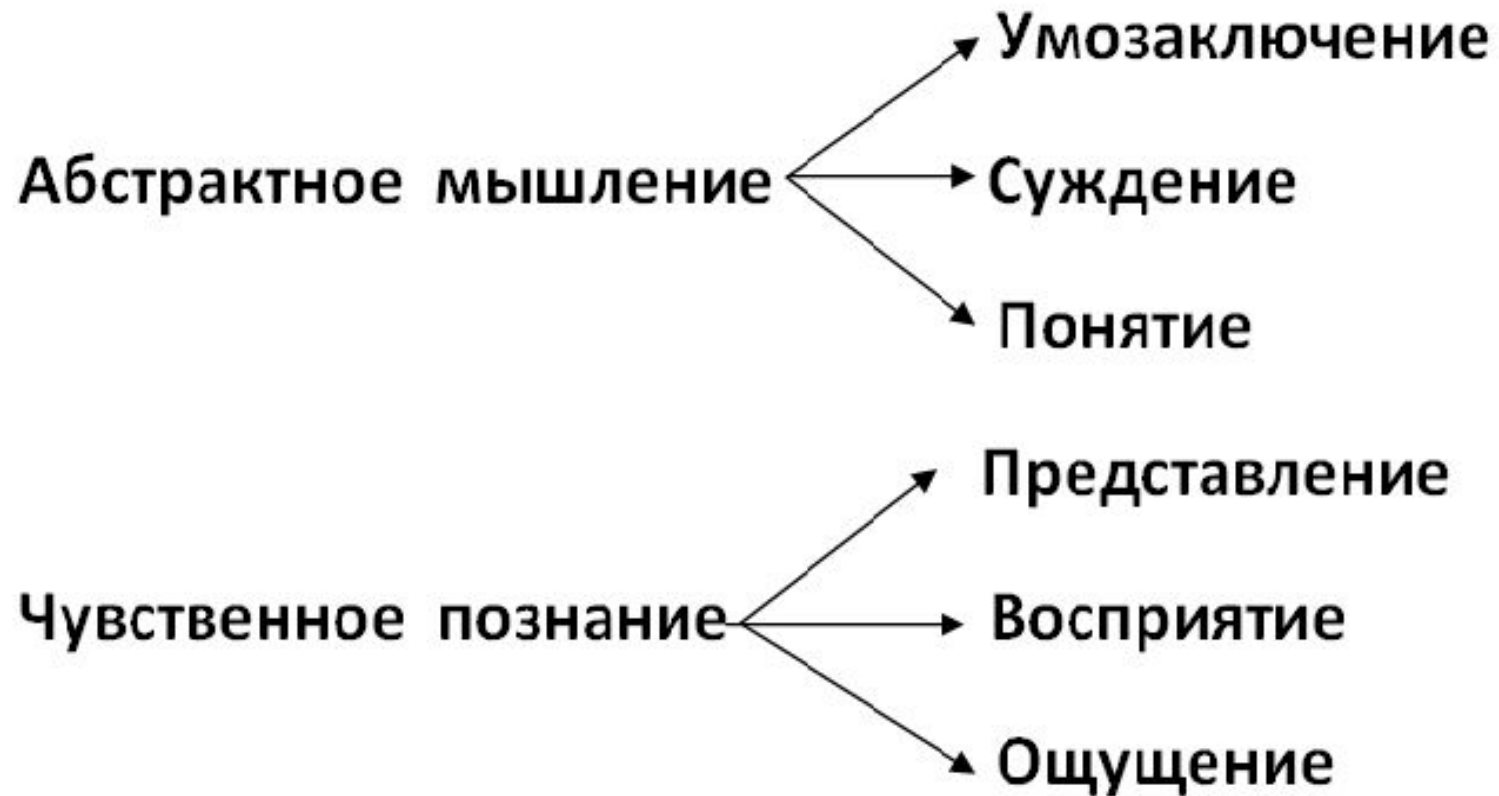 Умозаключение
Абстрактное мышление
Суждение
Понятие
Представление
Чувственное познание
Восприятие
Ощущение